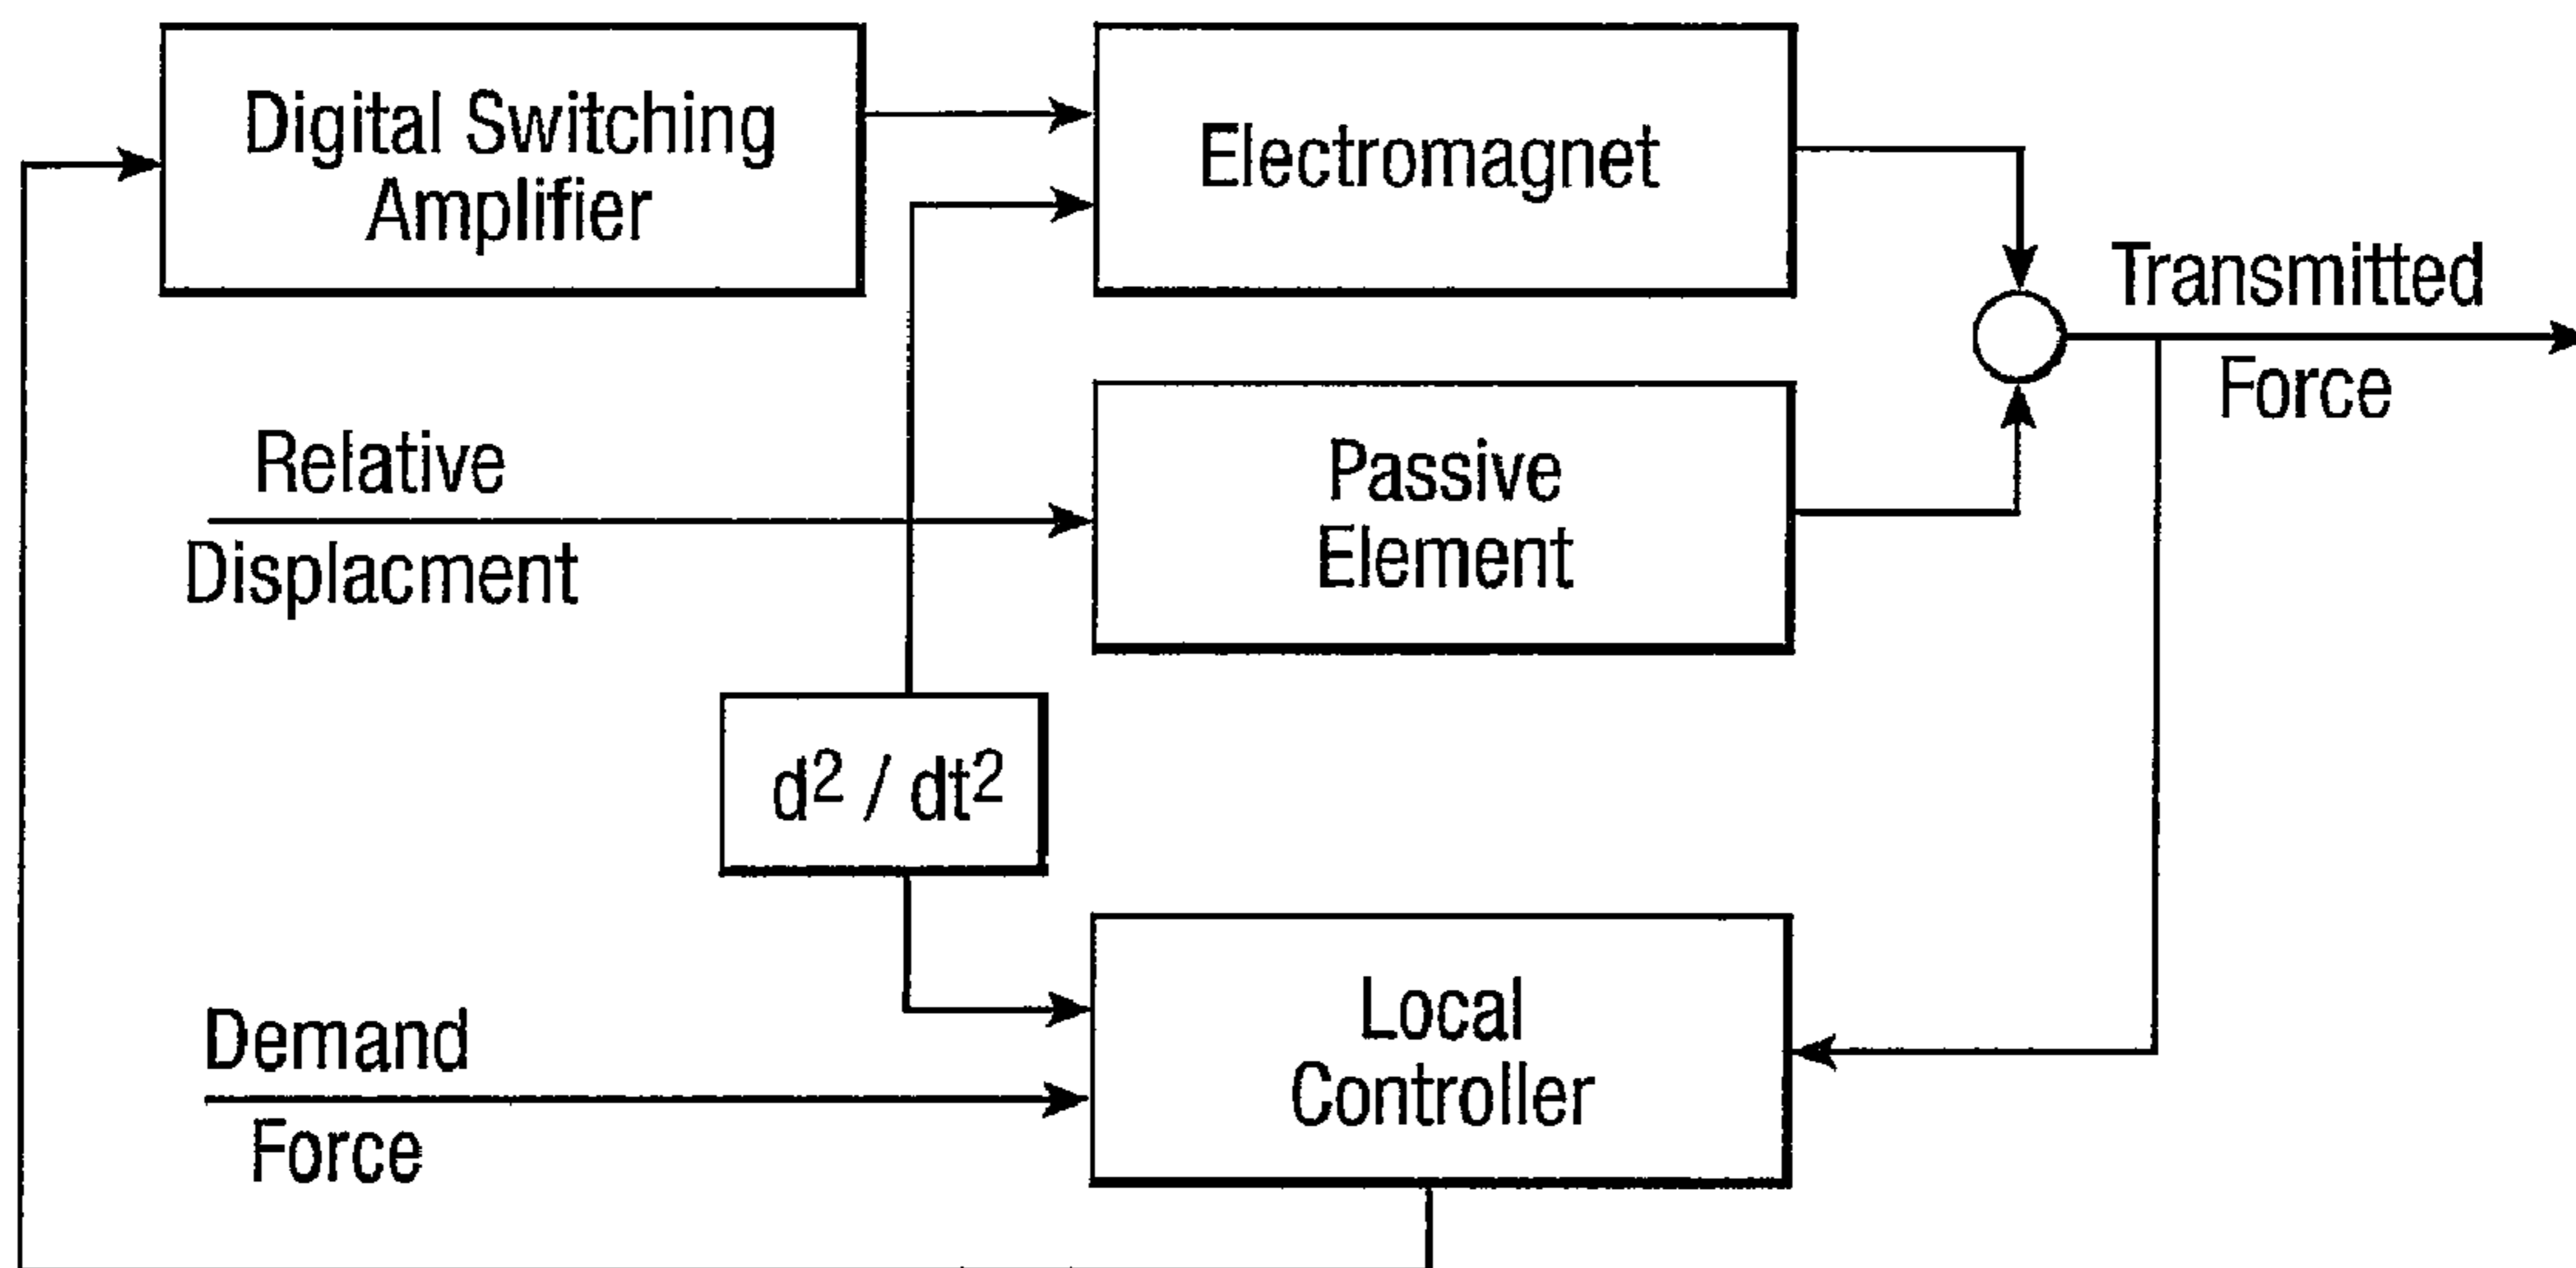 Digital Switching
Amplifier
Electromagnet
Transmitted
Force
Relative
Displacment
Passive
Element
d² / dt²
Demand
Force
Local
Controller